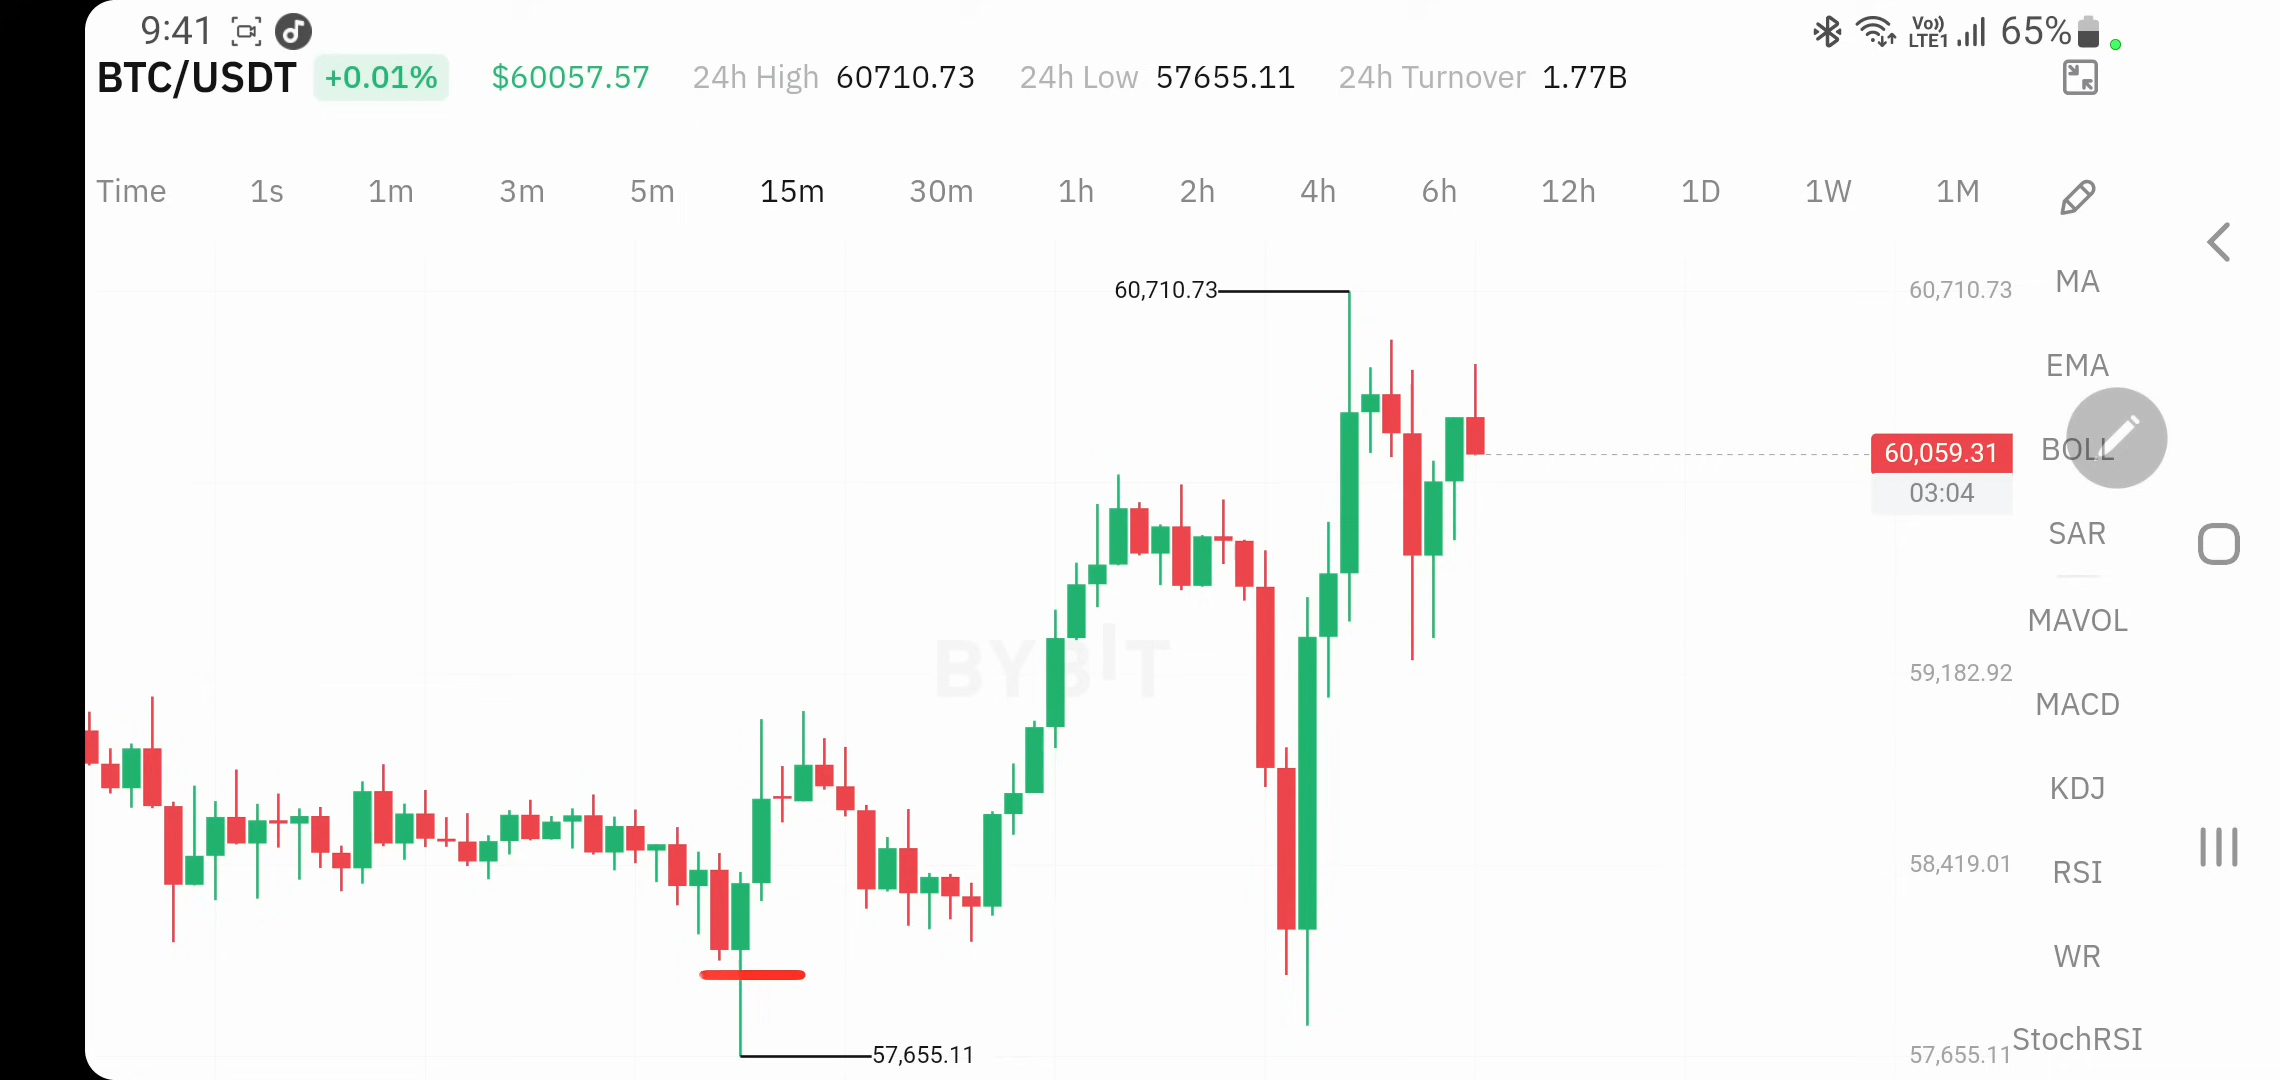 9:41 Vo)) LTE1 65%
BTC/USDT +0.01% $60057.57 24h High 60710.73 24h Low 57655.11 24h Turnover 1.77B
Time 1s 1m 3m 5m 15m 30m 1h 2h 4h 6h 12h 1D 1W 1M
60,710.73 60,710.73 MA
EMA
60,059.31 BOLL
03:04
SAR
MAVOL
BYBIT 59,182.92
MACD
KDJ
58,419.01 RSI
WR
57,655.11 57,655.11 StochRSI